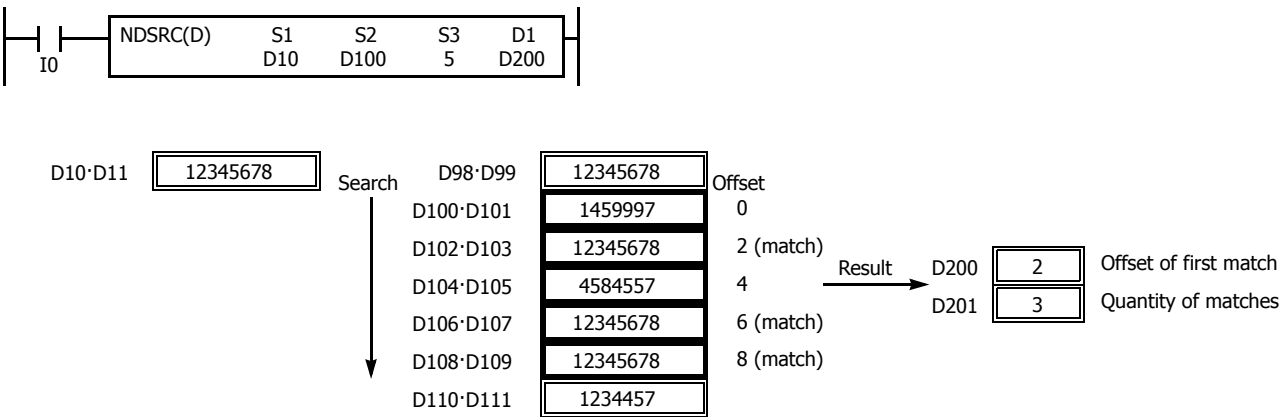 NDSRC(D) S1 S2 S3 D1
D10 D100 5 D200
I0
D10·D11 12345678 Search D98·D99 12345678 Offset
D100·D101 1459997 0
D102·D103 12345678 2 (match)
D104·D105 4584557 4
D106·D107 12345678 6 (match)
D108·D109 12345678 8 (match)
D110·D111 1234457
Result D200 2 Offset of first match
D201 3 Quantity of matches